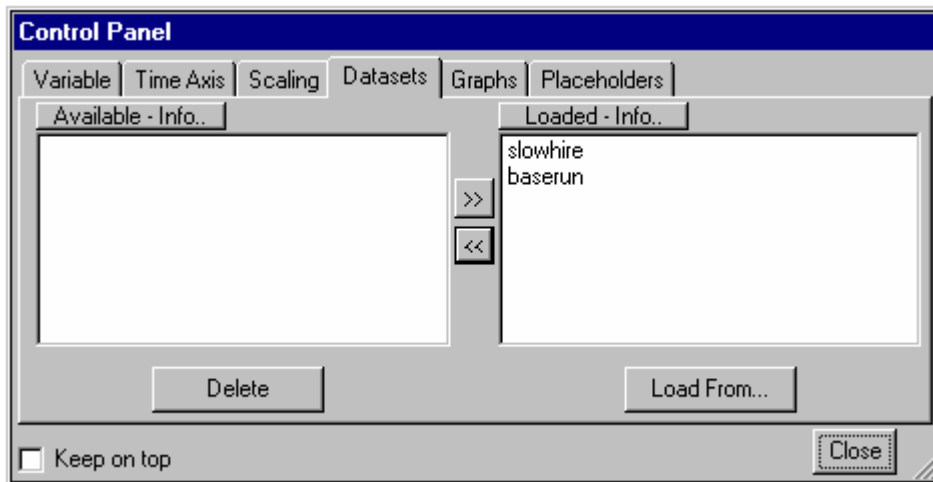 Control Panel
Variable Time Axis Scaling Datasets Graphs Placeholders
Available - Info.. Loaded - Info..
slowhire
baserun
>>
<<
Delete Load From...
Keep on top Close